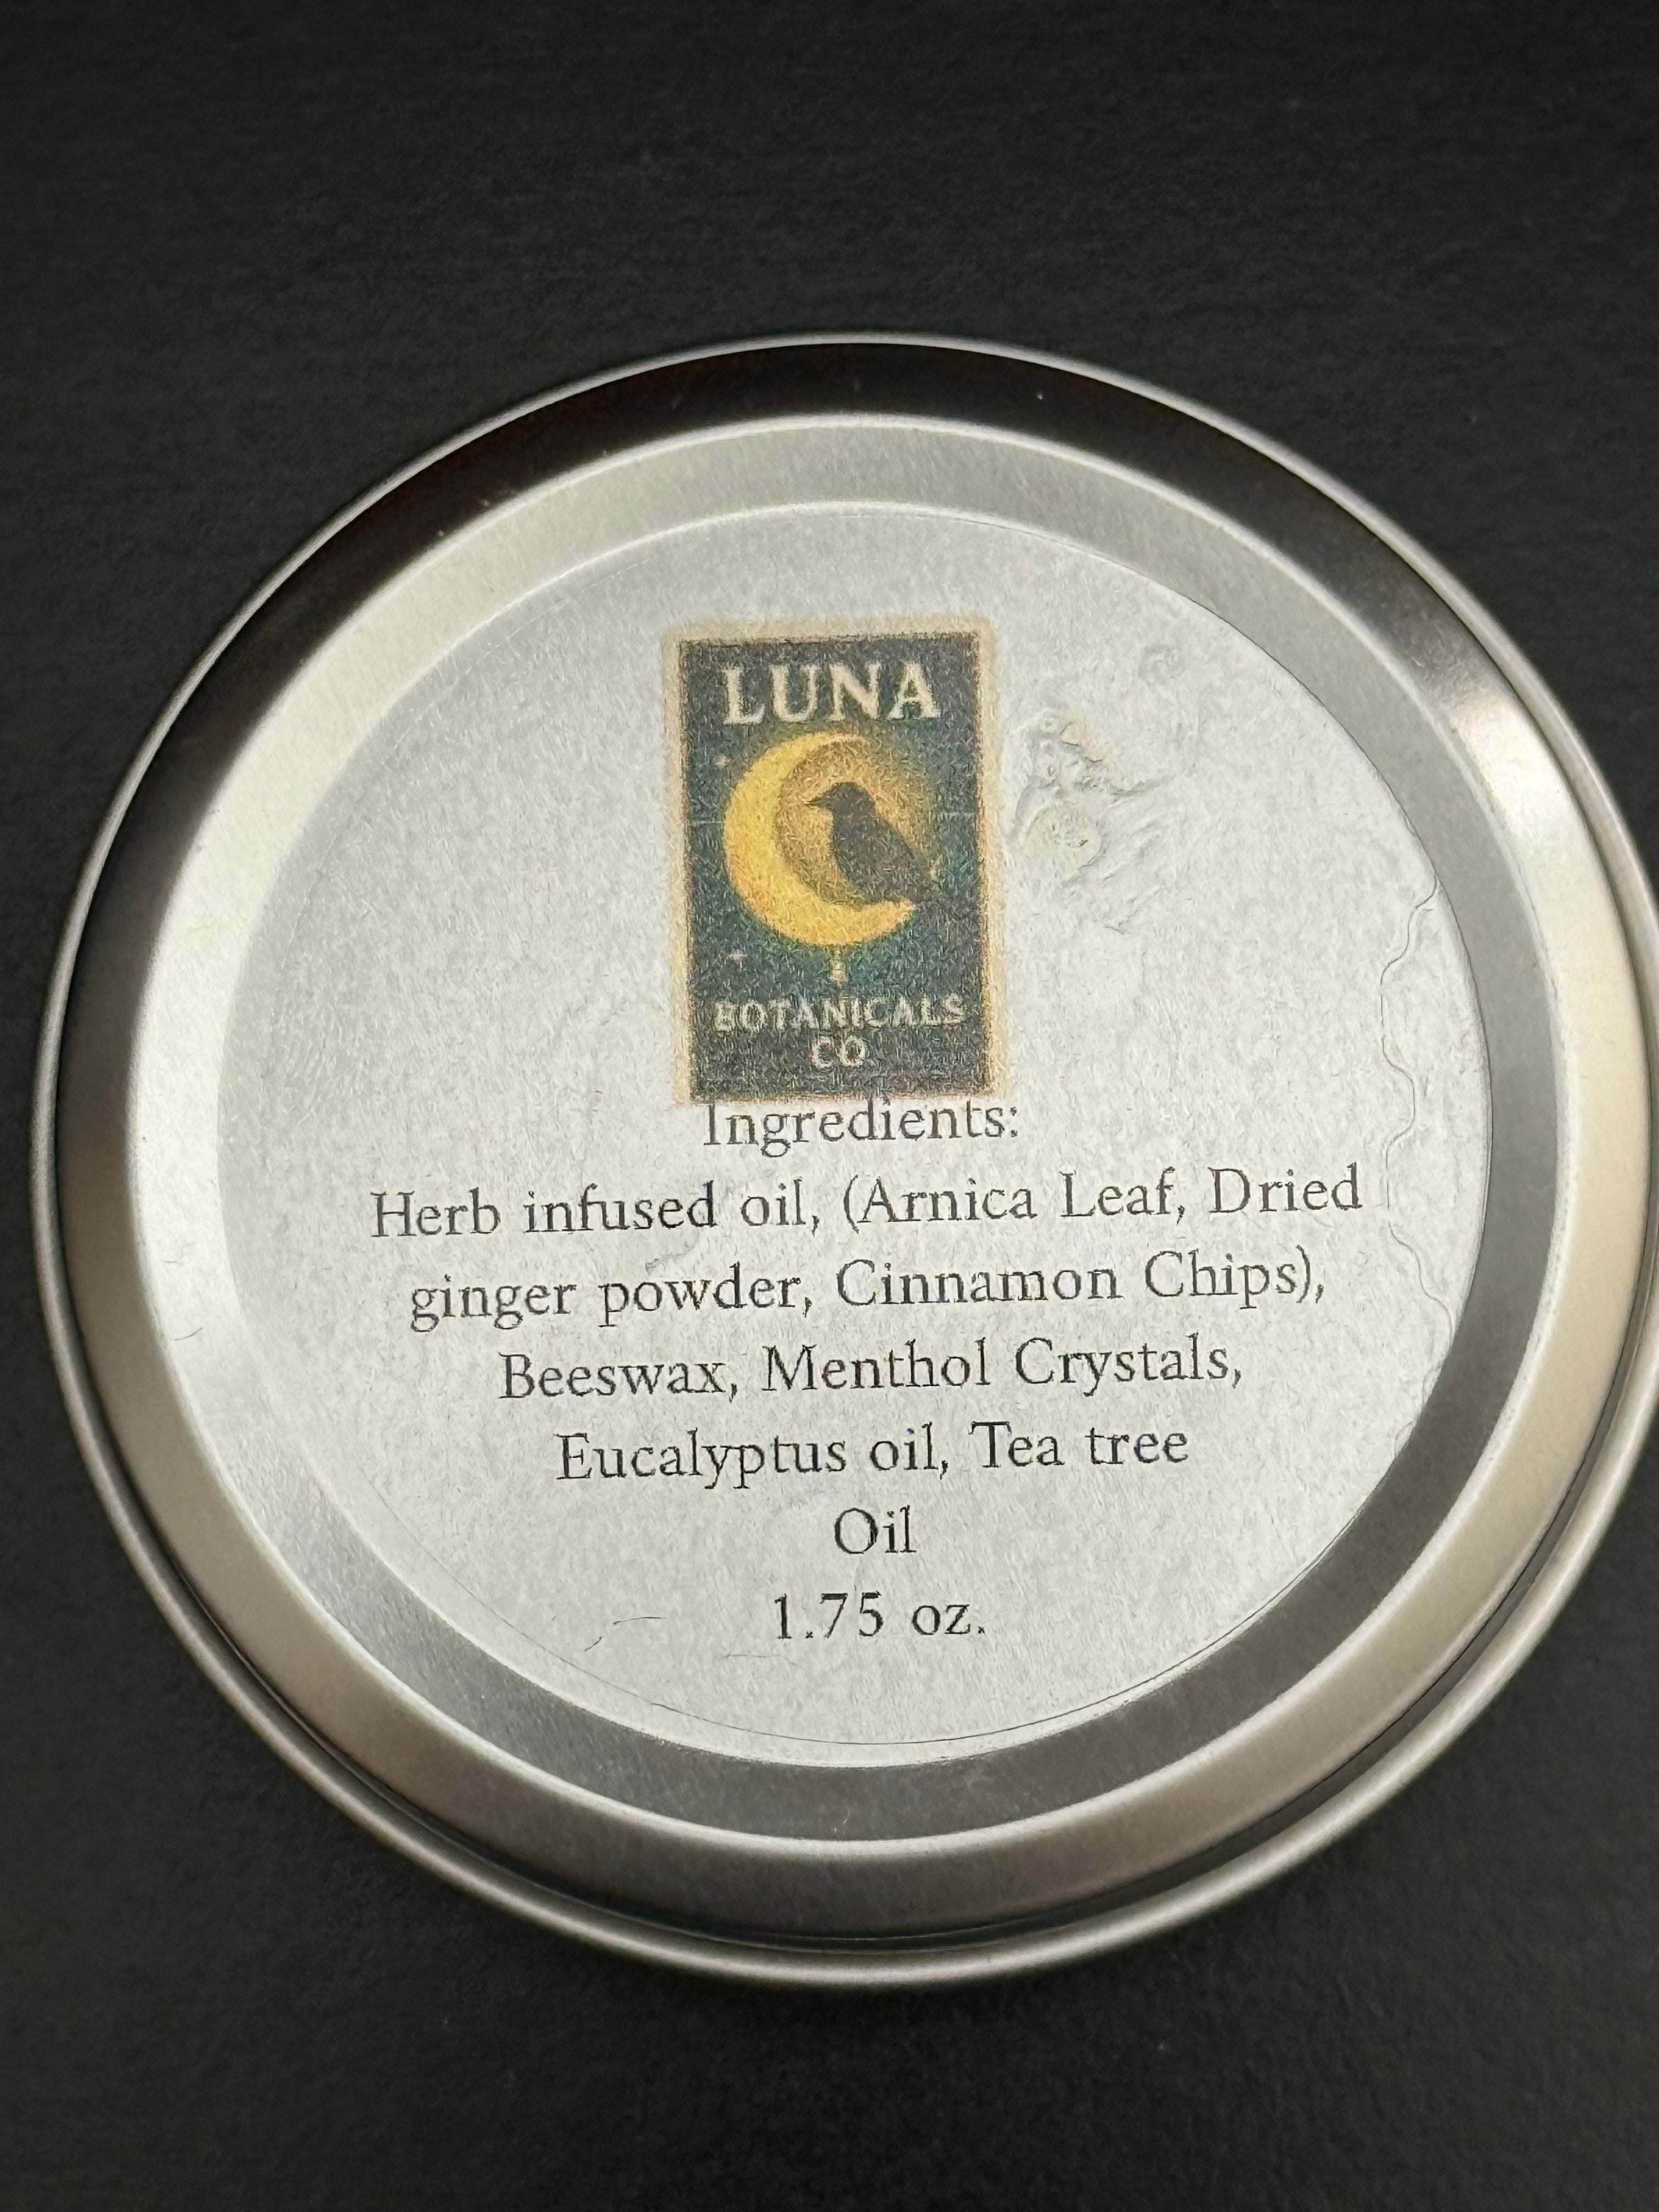 LUNA
BOTANICALS
CO.
Ingredients:
Herb infused oil, (Arnica Leaf, Dried
ginger powder, Cinnamon Chips),
Beeswax, Menthol Crystals,
Eucalyptus oil, Tea tree
Oil
1.75 oz.